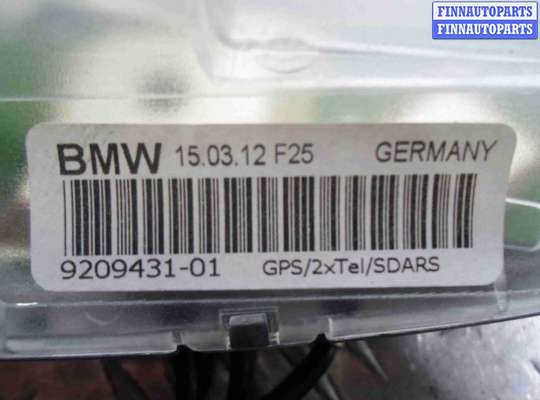 FINNAUTOPARTS
FINNAUTOPARTS
BMW 15.03.12 F25 GERMANY
9209431-01 GPS/2xTel/SDARS